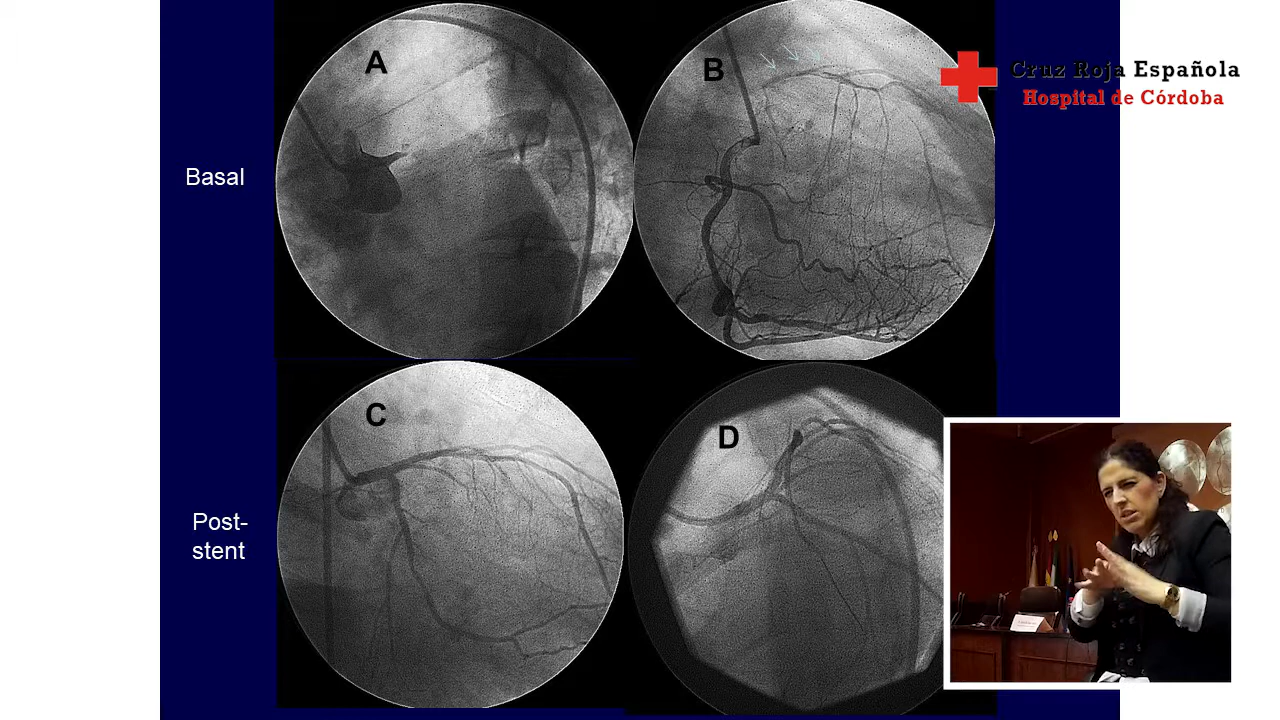 A
B
Cruz Roja Española
Hospital de Córdoba
Basal
C
D
Post-
stent